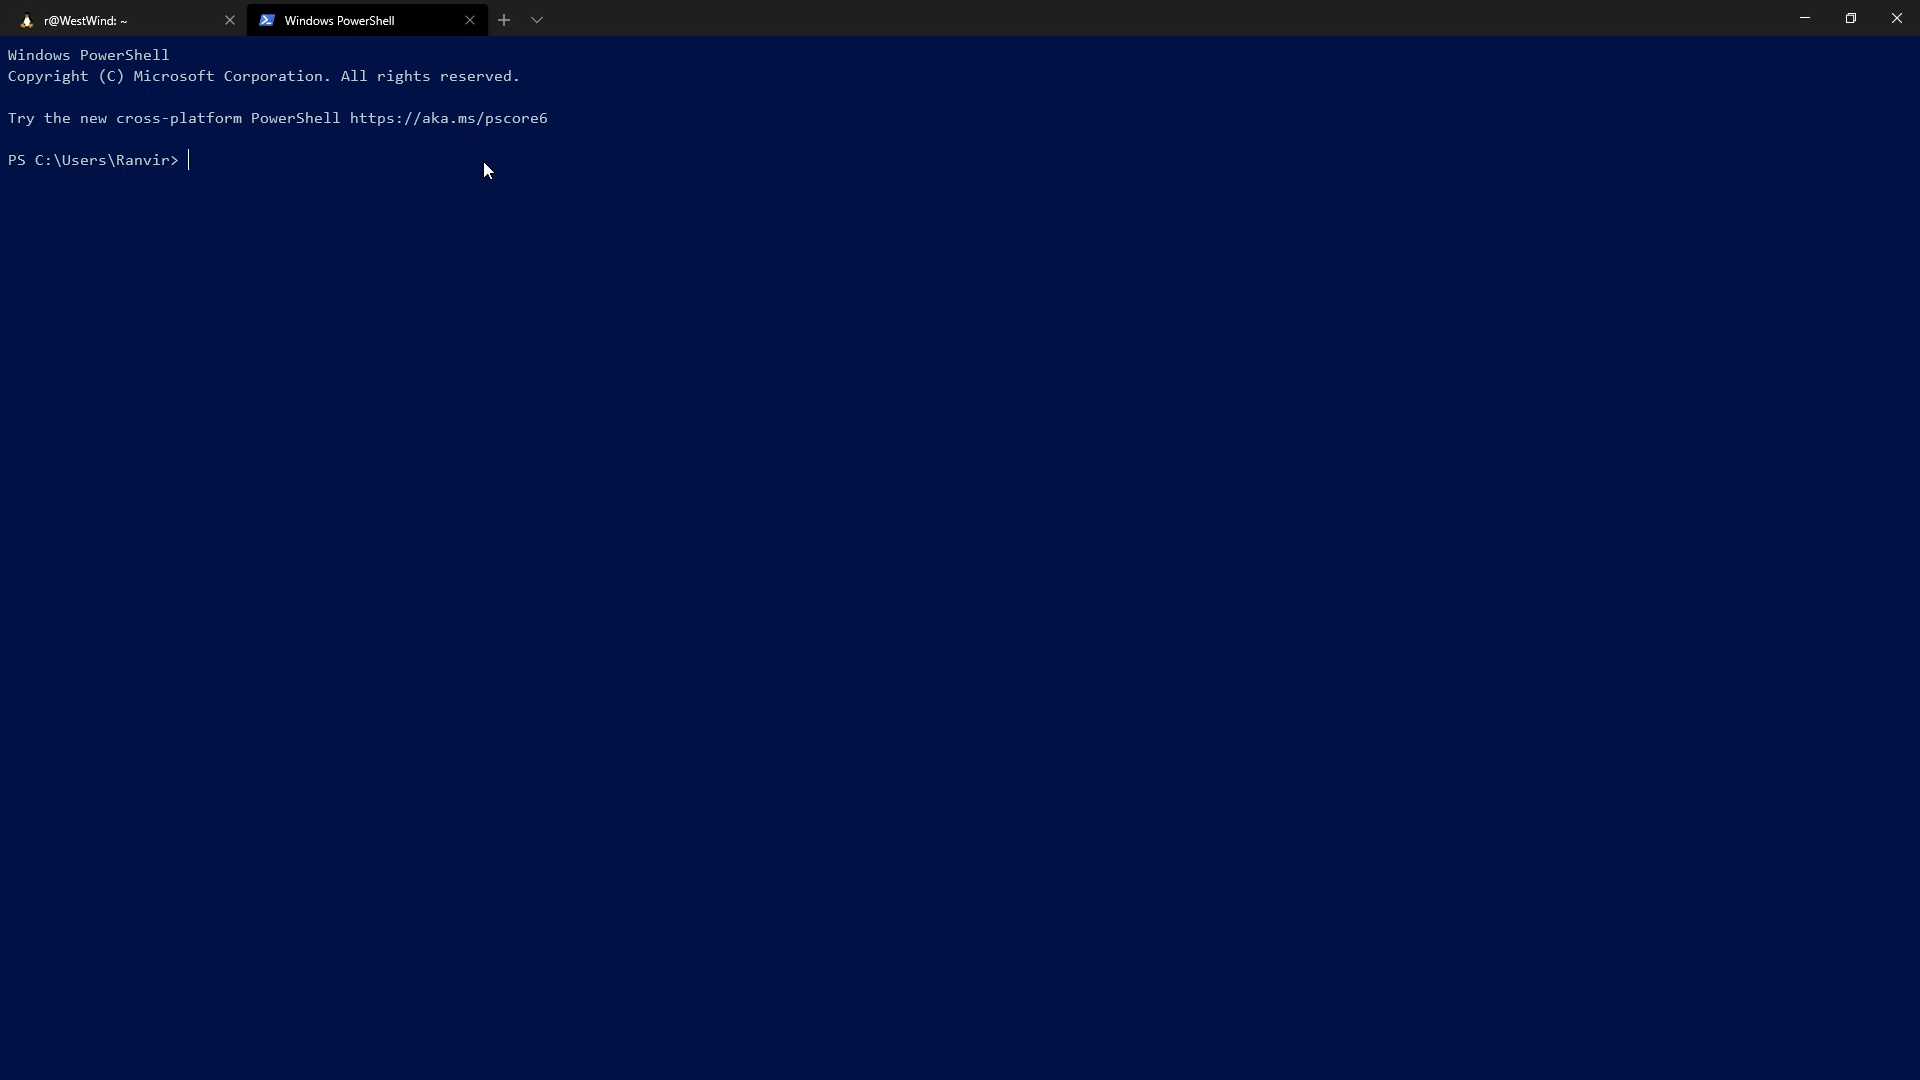 r@WestWind: ~
Windows PowerShell
Windows PowerShell
Copyright (C) Microsoft Corporation. All rights reserved.
Try the new cross-platform PowerShell https://aka.ms/pscore6
PS C:\Users\Ranvir>